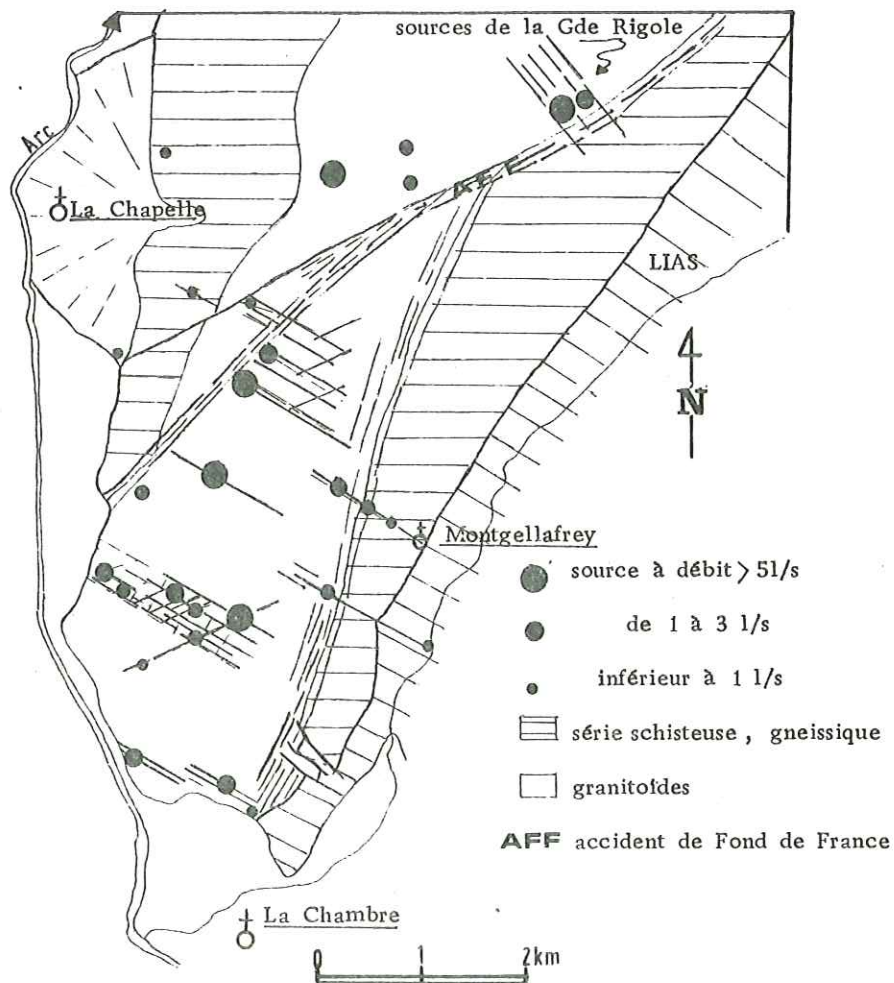 sources de la Gde Rigole
Arc
La Chapelle
AFF
LIAS
N
Montgellafrey
source à débit > 5l/s
de 1 à 3 l/s
inférieur à 1 l/s
série schisteuse, gneissique
granitoïdes
AFF accident de Fond de France
La Chambre
0 1 2km